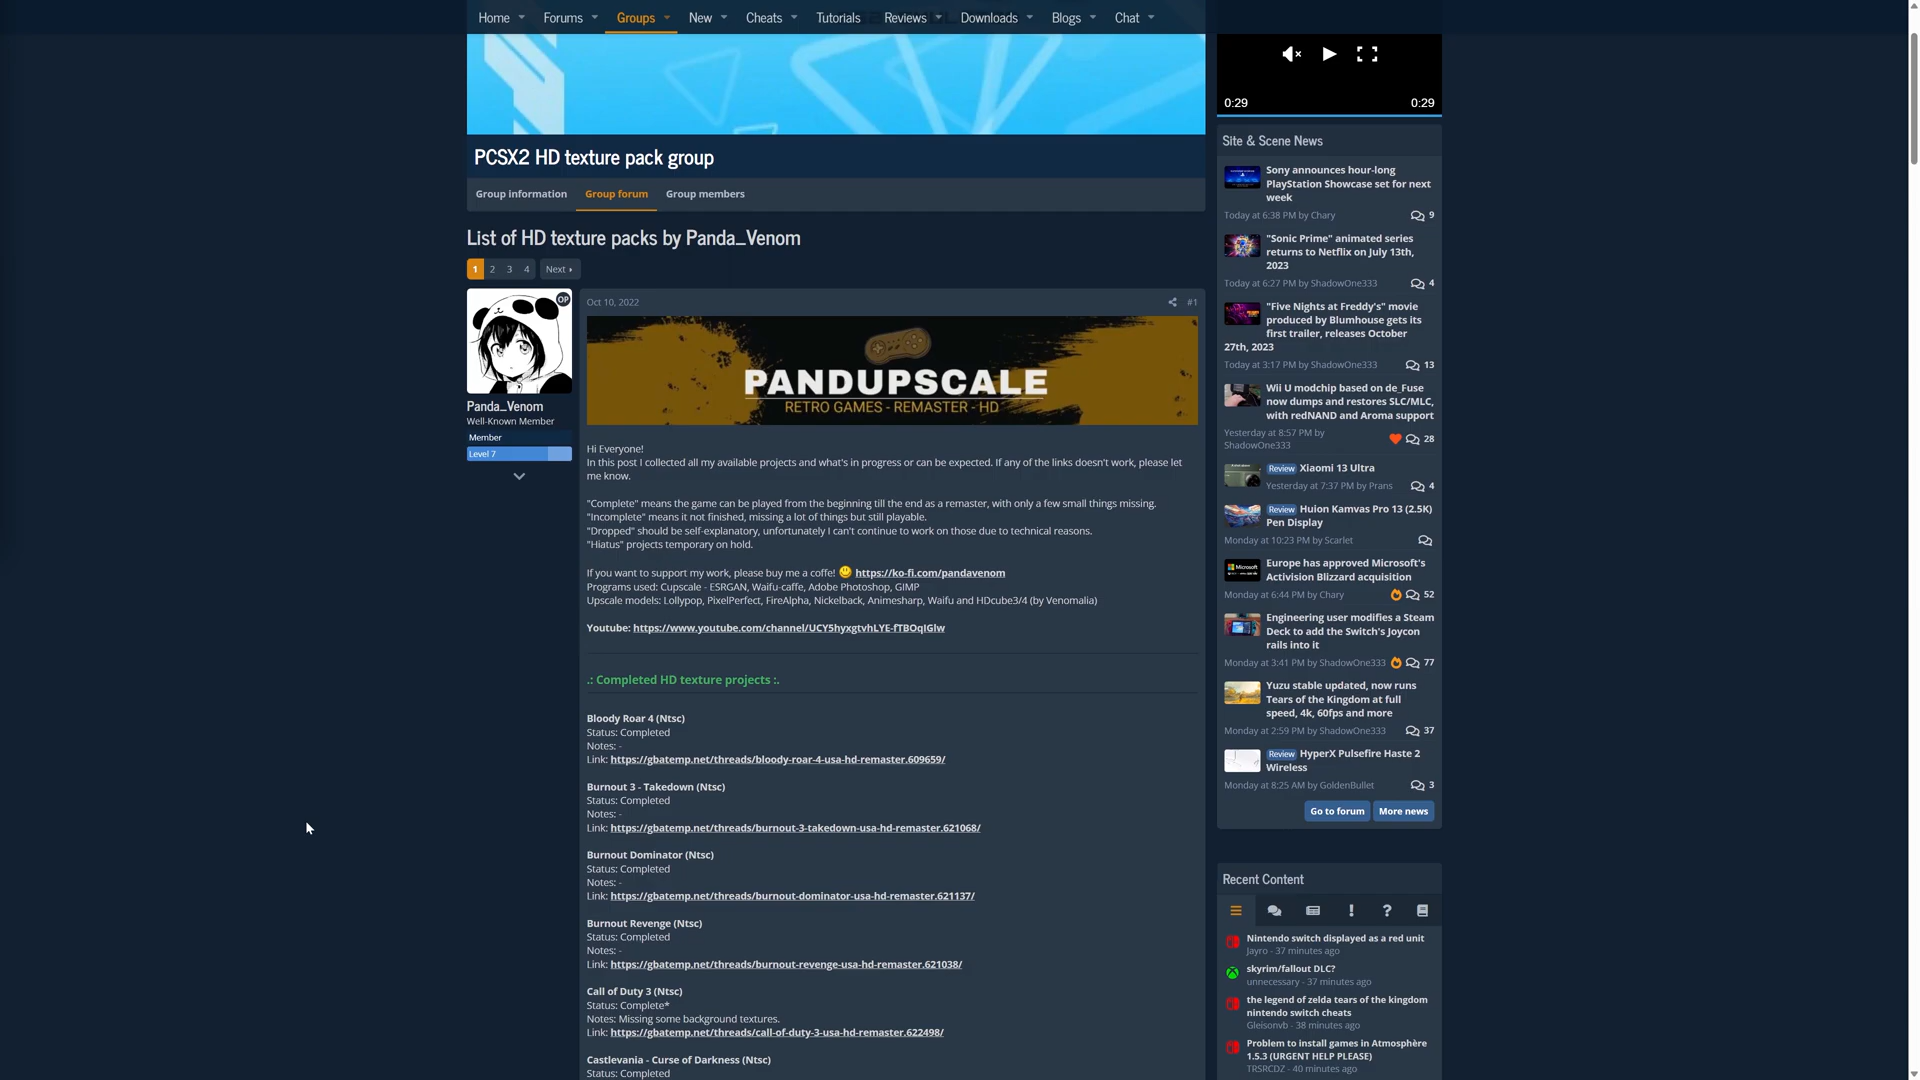 Home
Forums
Groups
New
Cheats
Tutorials
Reviews
Downloads
Blogs
Chat
0:29
0:29
PCSX2 HD texture pack group
Group information
Group forum
Group members
List of HD texture packs by Panda_Venom
1
2
3
4
Next
OP
Panda_Venom
Well-Known Member
Member
Level 7
Oct 10, 2022
#1
PANDUPSCALE
RETRO GAMES - REMASTER - HD
Hi Everyone!
In this post I collected all my available projects and what's in progress or can be expected. If any of the links doesn't work, please let
me know.
"Complete" means the game can be played from the beginning till the end as a remaster, with only a few small things missing.
"Incomplete" means it not finished, missing a lot of things but still playable.
"Dropped" should be self-explanatory, unfortunately I can't continue to work on those due to technical reasons.
"Hiatus" projects temporary on hold.
If you want to support my work, please buy me a coffe! https://ko-fi.com/pandavenom
Programs used: Cupscale - ESRGAN, Waifu-caffe, Adobe Photoshop, GIMP
Upscale models: Lollypop, PixelPerfect, FireAlpha, Nickelback, Animesharp, Waifu and HDcube3/4 (by Venomalia)
Youtube: https://www.youtube.com/channel/UCY5hyxgtvhLYE-fTBOqIGlw
.: Completed HD texture projects :.
Bloody Roar 4 (Ntsc)
Status: Completed
Notes: -
Link: https://gbatemp.net/threads/bloody-roar-4-usa-hd-remaster.609659/
Burnout 3 - Takedown (Ntsc)
Status: Completed
Notes: -
Link: https://gbatemp.net/threads/burnout-3-takedown-usa-hd-remaster.621068/
Burnout Dominator (Ntsc)
Status: Completed
Notes: -
Link: https://gbatemp.net/threads/burnout-dominator-usa-hd-remaster.621137/
Burnout Revenge (Ntsc)
Status: Completed
Notes: -
Link: https://gbatemp.net/threads/burnout-revenge-usa-hd-remaster.621038/
Call of Duty 3 (Ntsc)
Status: Complete*
Notes: Missing some background textures.
Link: https://gbatemp.net/threads/call-of-duty-3-usa-hd-remaster.622498/
Castlevania - Curse of Darkness (Ntsc)
Status: Completed
Site & Scene News
Sony announces hour-long
PlayStation Showcase set for next
week
Today at 6:38 PM by Chary
9
"Sonic Prime" animated series
returns to Netflix on July 13th,
2023
Today at 6:27 PM by ShadowOne333
4
"Five Nights at Freddy's" movie
produced by Blumhouse gets its
first trailer, releases October
27th, 2023
Today at 3:17 PM by ShadowOne333
13
Wii U modchip based on de_Fuse
now dumps and restores SLC/MLC,
with redNAND and Aroma support
Yesterday at 8:57 PM by
ShadowOne333
28
Review Xiaomi 13 Ultra
Yesterday at 7:37 PM by Prans
4
Review Huion Kamvas Pro 13 (2.5K)
Pen Display
Monday at 10:23 PM by Scarlet
Microsoft
Europe has approved Microsoft's
Activision Blizzard acquisition
Monday at 6:44 PM by Chary
52
Engineering user modifies a Steam
Deck to add the Switch's Joycon
rails into it
Monday at 3:41 PM by ShadowOne333
77
Yuzu stable updated, now runs
Tears of the Kingdom at full
speed, 4k, 60fps and more
Monday at 2:59 PM by ShadowOne333
37
Review HyperX Pulsefire Haste 2
Wireless
Monday at 8:25 AM by GoldenBullet
3
Go to forum
More news
Recent Content
Nintendo switch displayed as a red unit
Jayro - 37 minutes ago
skyrim/fallout DLC?
unnecessary - 37 minutes ago
the legend of zelda tears of the kingdom
nintendo switch cheats
Gleisonvb - 38 minutes ago
Problem to install games in Atmosphère
1.5.3 (URGENT HELP PLEASE)
TRSRCDZ - 40 minutes ago